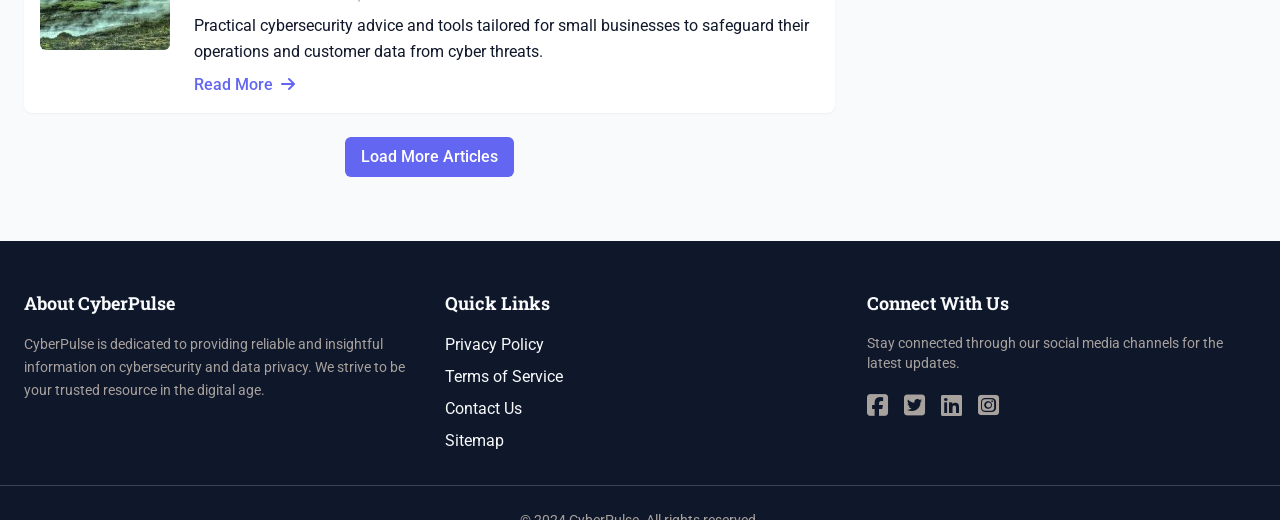 Practical cybersecurity advice and tools tailored for small businesses to safeguard their
operations and customer data from cyber threats.
Read More
Load More Articles
About CyberPulse
CyberPulse is dedicated to providing reliable and insightful
information on cybersecurity and data privacy. We strive to be
your trusted resource in the digital age.
Quick Links
Privacy Policy
Terms of Service
Contact Us
Sitemap
Connect With Us
Stay connected through our social media channels for the
latest updates.
© 2024 CyberPulse. All rights reserved.